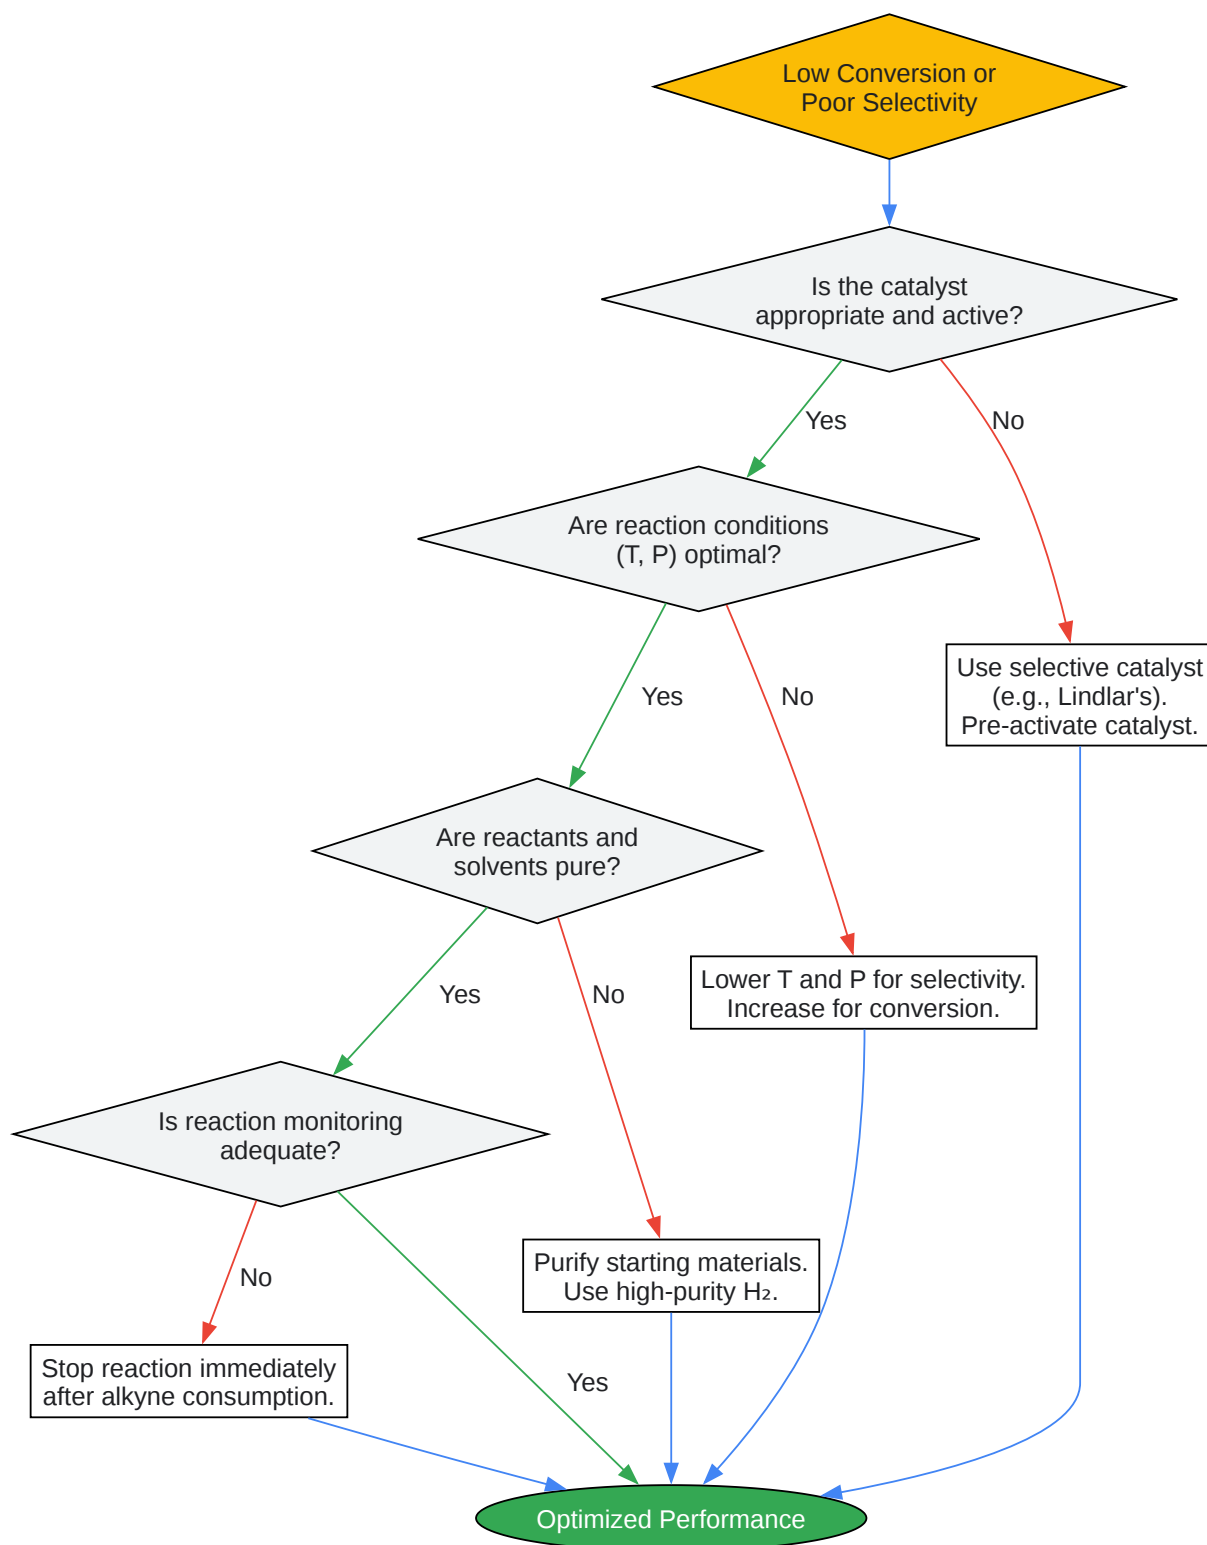 Low Conversion or
Poor Selectivity
Is the catalyst
appropriate and active?
Yes
No
Are reaction conditions
(T, P) optimal?
Yes
No
Use selective catalyst
(e.g., Lindlar's).
Pre-activate catalyst.
Are reactants and
solvents pure?
Yes
No
Lower T and P for selectivity.
Increase for conversion.
Is reaction monitoring
adequate?
No
Yes
Purify starting materials.
Use high-purity H₂.
Stop reaction immediately
after alkyne consumption.
Optimized Performance